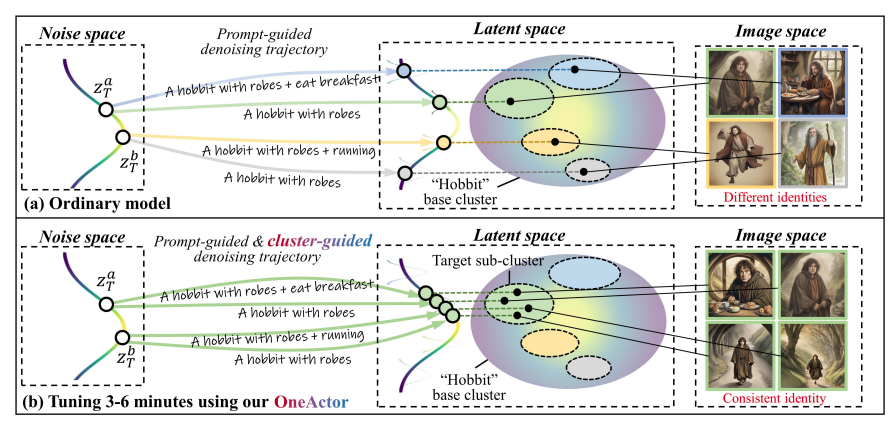 Noise space
Prompt-guided
denoising trajectory
Latent space
Image space
z_T^a
A hobbit with robes + eat breakfast
A hobbit with robes
z_T^b
A hobbit with robes + running
A hobbit with robes
"Hobbit"
base cluster
Different identities
(a) Ordinary model
Noise space
Prompt-guided & cluster-guided
denoising trajectory
Latent space
Image space
Target sub-cluster
z_T^a
A hobbit with robes + eat breakfast
A hobbit with robes
z_T^b
A hobbit with robes + running
A hobbit with robes
"Hobbit"
base cluster
Consistent identity
(b) Tuning 3-6 minutes using our OneActor